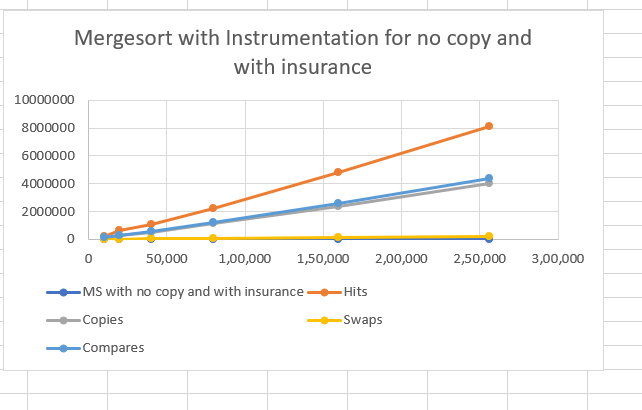 Mergesort with Instrumentation for no copy and
with insurance
10000000
8000000
6000000
4000000
2000000
0
0 50,000 1,00,000 1,50,000 2,00,000 2,50,000 3,00,000
MS with no copy and with insurance Hits
Copies Swaps
Compares